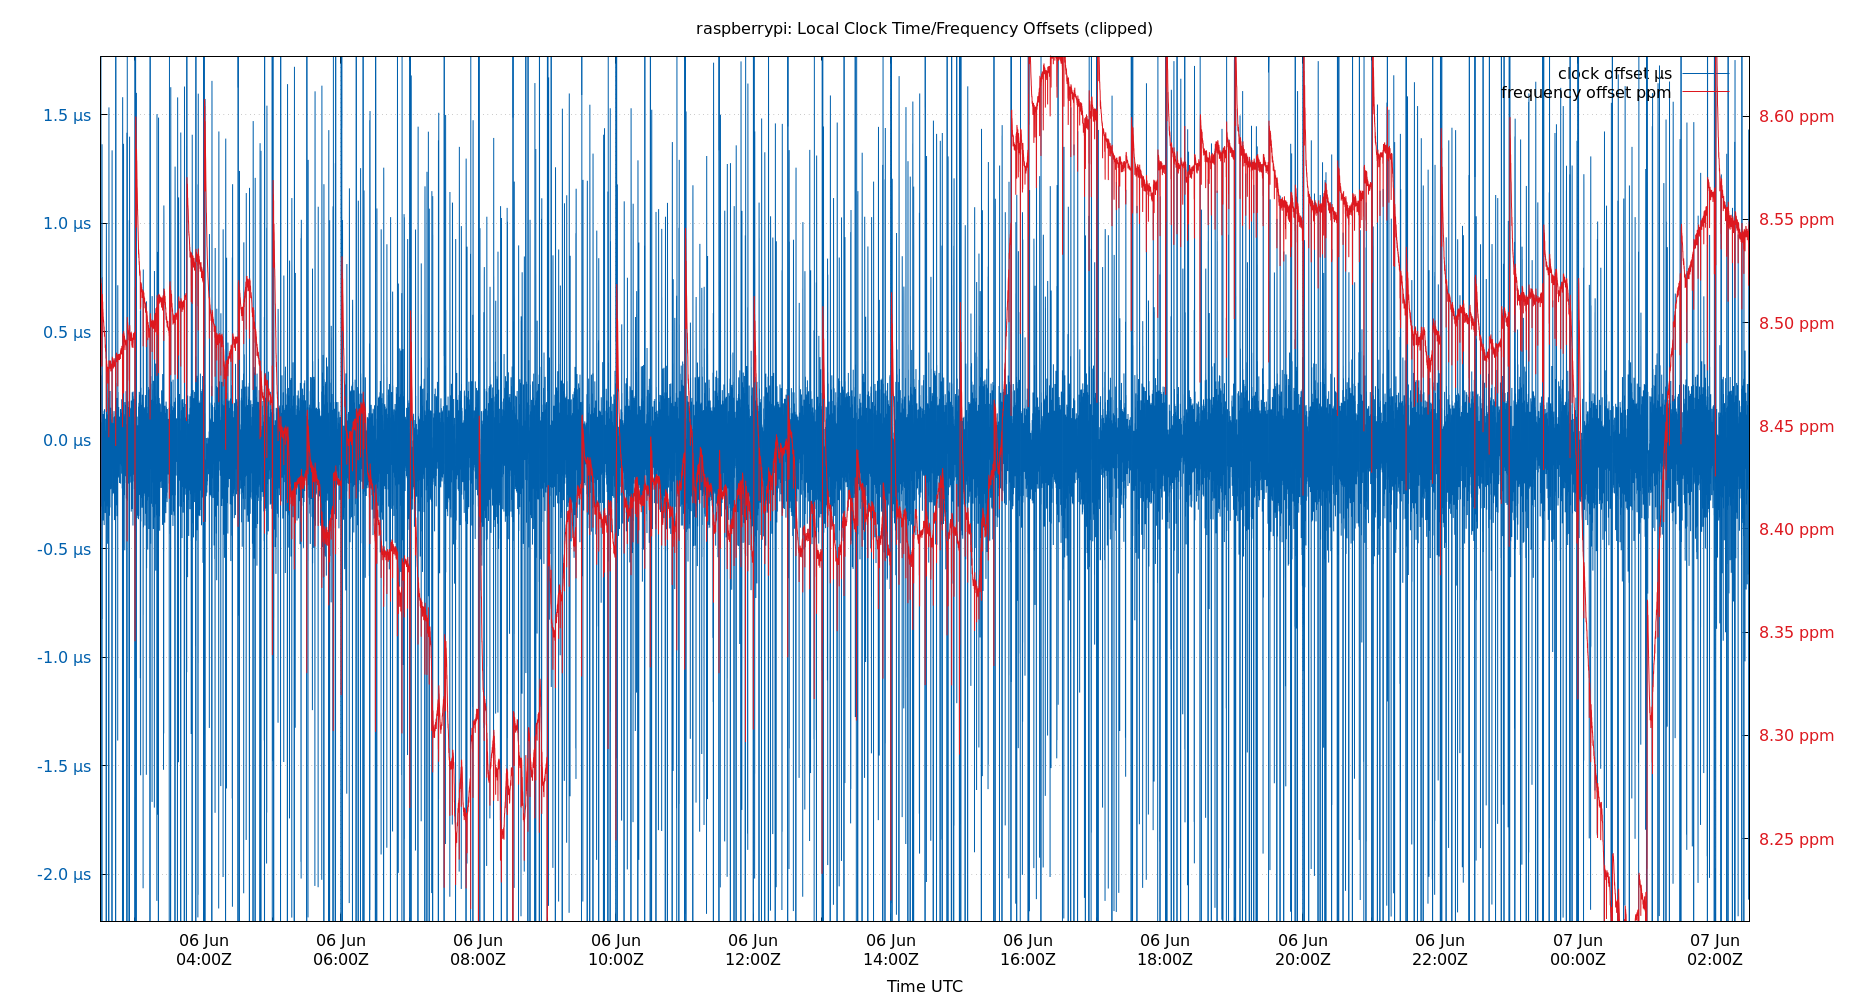 raspberrypi: Local Clock Time/Frequency Offsets (clipped)
clock offset µs
frequency offset ppm
1.5 µs
1.0 µs
0.5 µs
0.0 µs
-0.5 µs
-1.0 µs
-1.5 µs
-2.0 µs
8.60 ppm
8.55 ppm
8.50 ppm
8.45 ppm
8.40 ppm
8.35 ppm
8.30 ppm
8.25 ppm
06 Jun 06 Jun 06 Jun 06 Jun 06 Jun 06 Jun 06 Jun 06 Jun 06 Jun 06 Jun 07 Jun 07 Jun
04:00Z 06:00Z 08:00Z 10:00Z 12:00Z 14:00Z 16:00Z 18:00Z 20:00Z 22:00Z 00:00Z 02:00Z
Time UTC